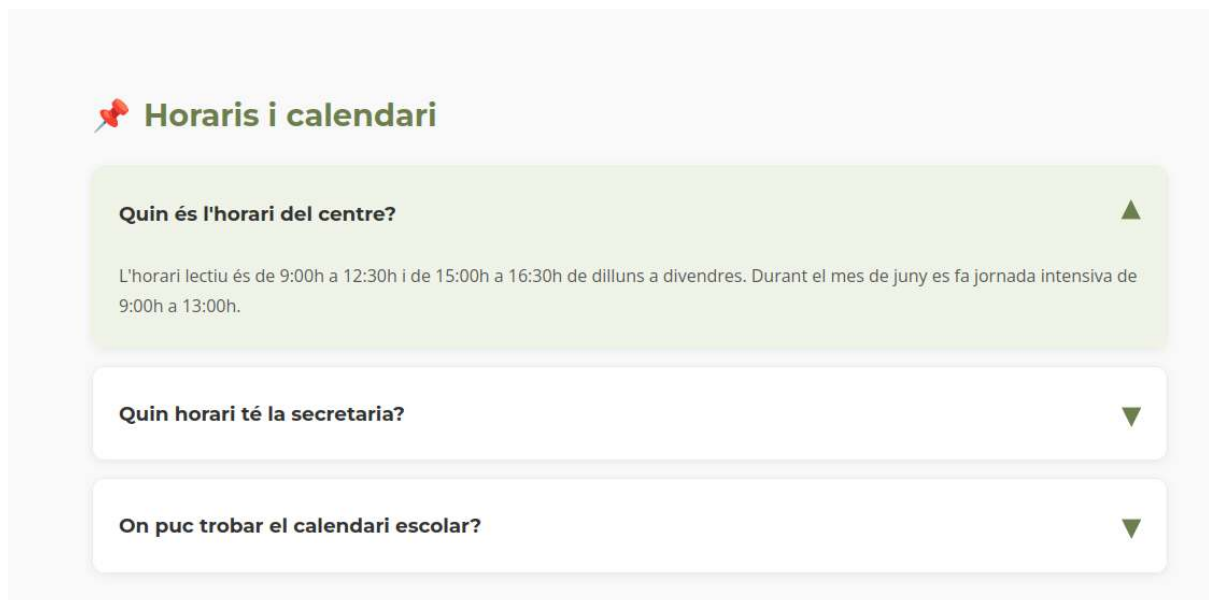 Horaris i calendari
Quin és l'horari del centre?
L'horari lectiu és de 9:00h a 12:30h i de 15:00h a 16:30h de dilluns a divendres. Durant el mes de juny es fa jornada intensiva de
9:00h a 13:00h.
Quin horari té la secretaria?
On puc trobar el calendari escolar?